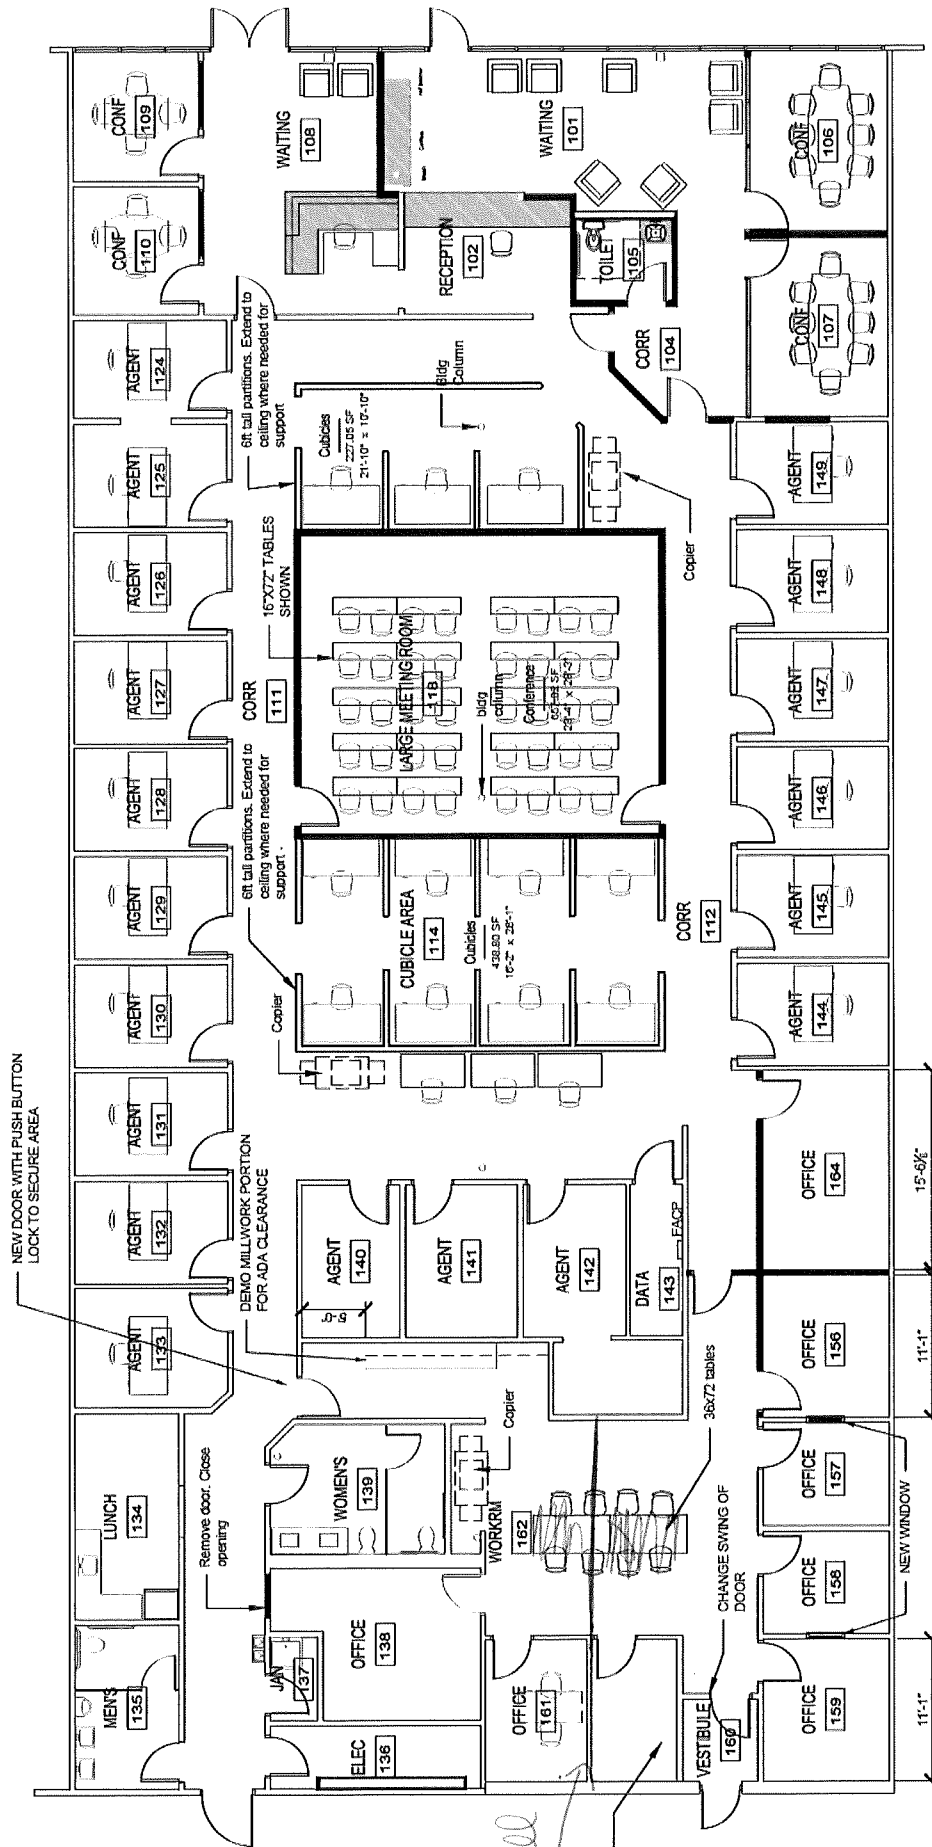 CONF
109
CONF
110
WAITING
108
WAITING
101
CONF
106
CONF
107
RECEPTION
102
TOILET
105
CORR
104
Bldg
Column
6ft tall partitions. Extend to
ceiling where needed for
support
Cubicles
227.05 SF
21'-10" x 10'-10"
Copier
AGENT
124
AGENT
125
AGENT
126
AGENT
127
AGENT
128
AGENT
129
AGENT
130
AGENT
131
AGENT
132
AGENT
133
16"X72" TABLES
SHOWN
CORR
111
LARGE MEETING ROOM
118
bldg
column
Conference
6ft tall partitions. Extend to
ceiling where needed for
support -
CUBICLE AREA
114
Cubicles
438.80 SF
16'-2" x 26'-1"
CORR
112
Copier
AGENT
149
AGENT
148
AGENT
147
AGENT
146
AGENT
145
AGENT
144
NEW DOOR WITH PUSH BUTTON
LOCK TO SECURE AREA
DEMO MILLWORK PORTION
FOR ADA CLEARANCE
AGENT
140
5'-0"
AGENT
141
AGENT
142
DATA
143
FACP
OFFICE
164
15'-6⅛"
OFFICE
156
11'-1"
OFFICE
157
OFFICE
158
OFFICE
159
11'-1"
NEW WINDOW
36x72 tables
CHANGE SWING OF
DOOR
LUNCH
134
MEN'S
135
Remove door. Close
opening
WOMEN'S
139
Copier
WORKRM
162
OFFICE
138
JAN
137
ELEC
136
OFFICE
161
VESTIBULE
160